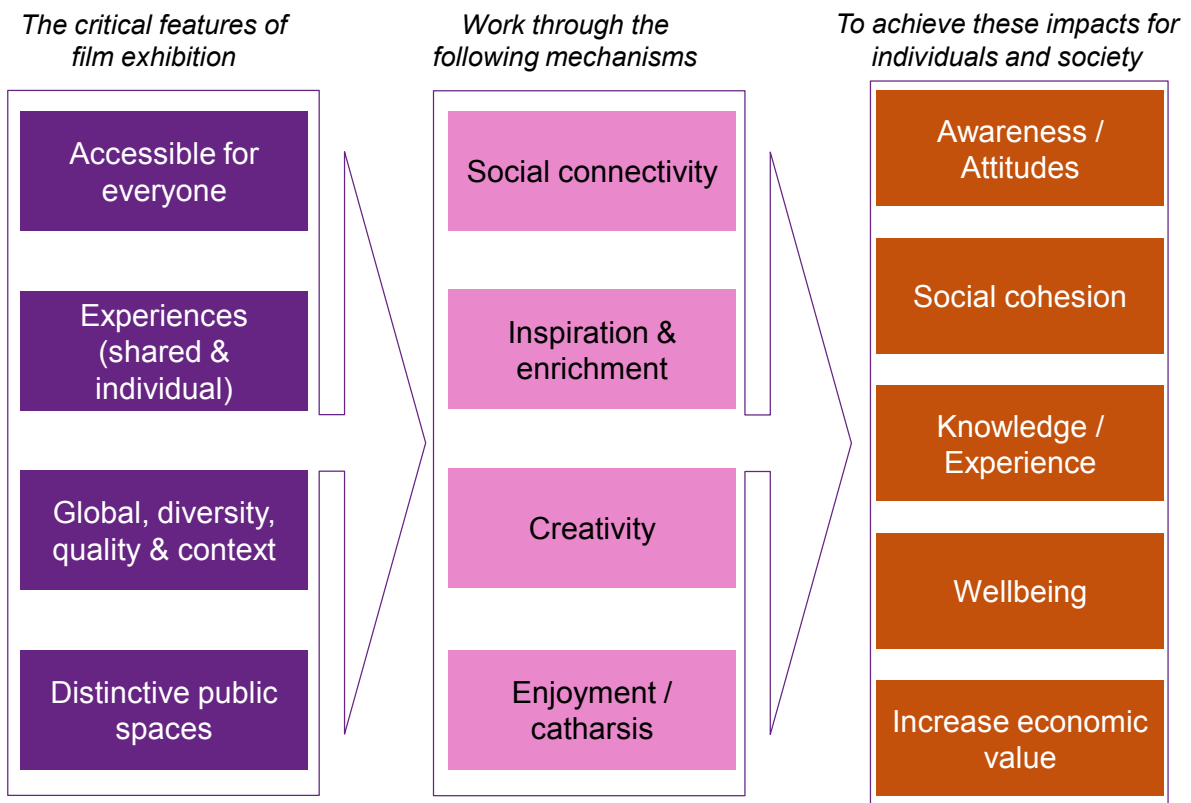 The critical features of
film exhibition
Accessible for
everyone
Experiences
(shared &
individual)
Global, diversity,
quality & context
Distinctive public
spaces
Work through the
following mechanisms
Social connectivity
Inspiration &
enrichment
Creativity
Enjoyment /
catharsis
To achieve these impacts for
individuals and society
Awareness /
Attitudes
Social cohesion
Knowledge /
Experience
Wellbeing
Increase economic
value